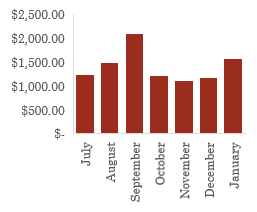 $2,500.00
$2,000.00
$1,500.00
$1,000.00
$500.00
$-
July
August
September
October
November
December
January